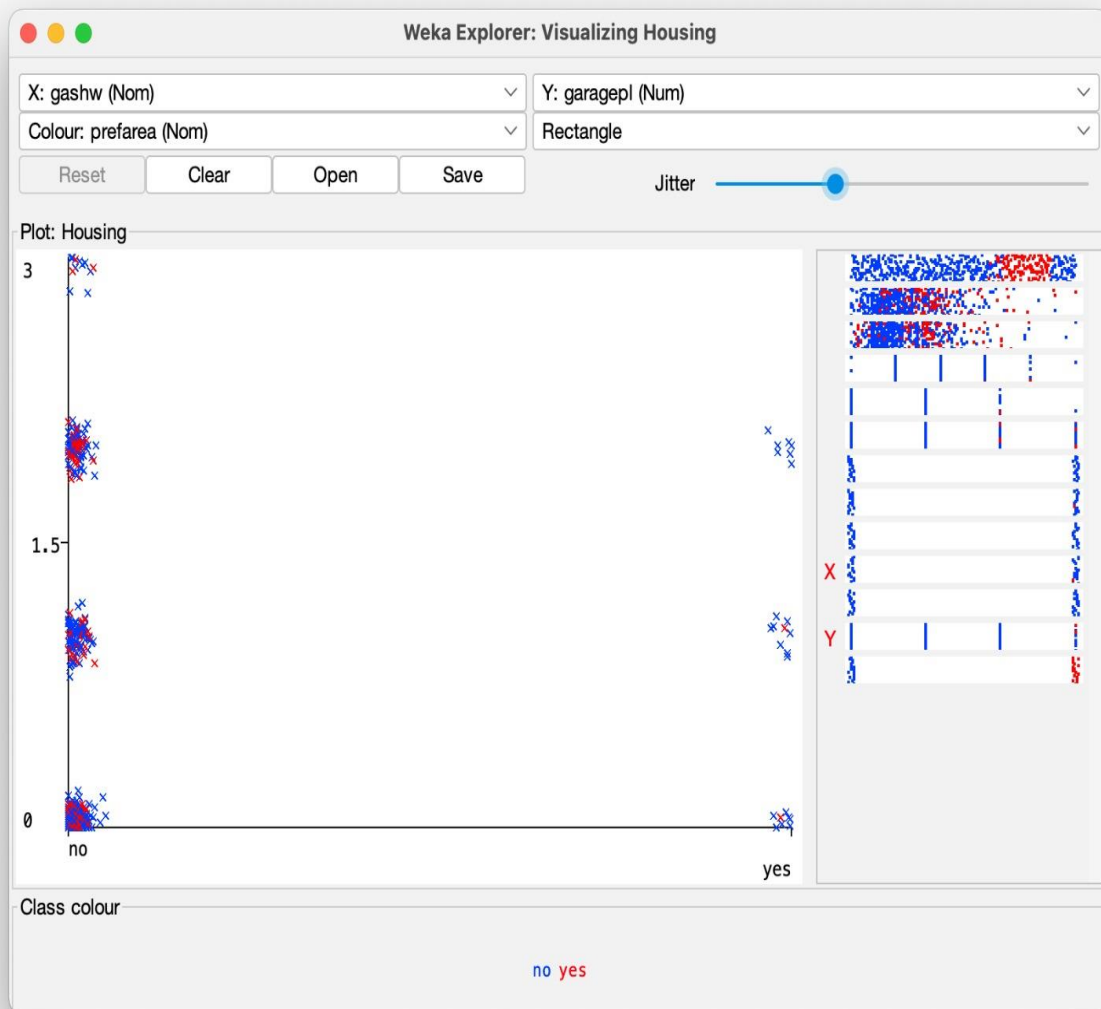 Weka Explorer: Visualizing Housing
X: gashw (Nom)
Y: garagepl (Num)
Colour: prefarea (Nom)
Rectangle
Reset
Clear
Open
Save
Jitter
Plot: Housing
3
1.5
0
no
yes
X
Y
Class colour
no yes